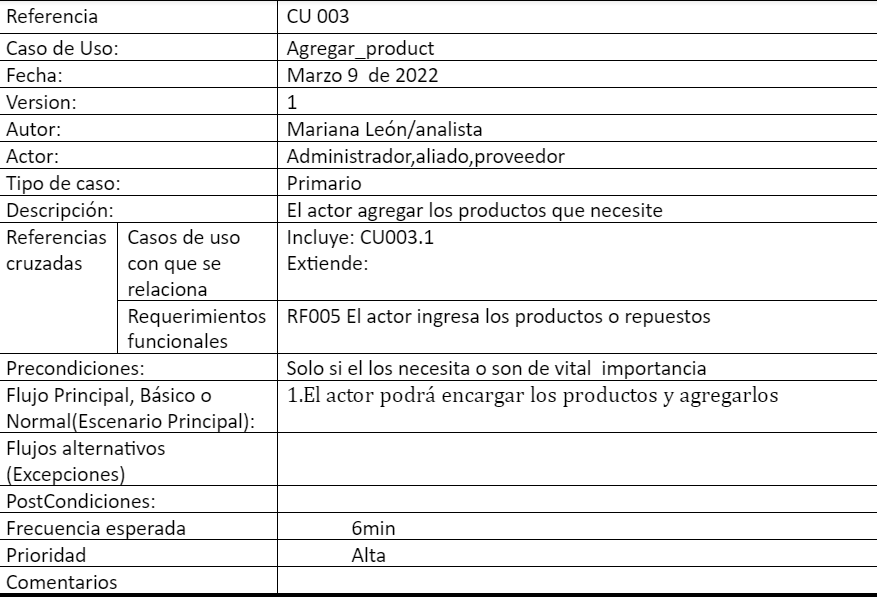 Referencia CU 003
Caso de Uso: Agregar_product
Fecha: Marzo 9  de 2022
Version: 1
Autor: Mariana León/analista
Actor: Administrador,aliado,proveedor
Tipo de caso: Primario
Descripción: El actor agregar los productos que necesite
Referencias cruzadas
Casos de uso con que se relaciona
Incluye: CU003.1
Extiende:
Requerimientos funcionales
RF005 El actor ingresa los productos o repuestos
Precondiciones: Solo si el los necesita o son de vital  importancia
Flujo Principal, Básico o
Normal(Escenario Principal):
1.El actor podrá encargar los productos y agregarlos
Flujos alternativos
(Excepciones)
PostCondiciones:
Frecuencia esperada 6min
Prioridad Alta
Comentarios